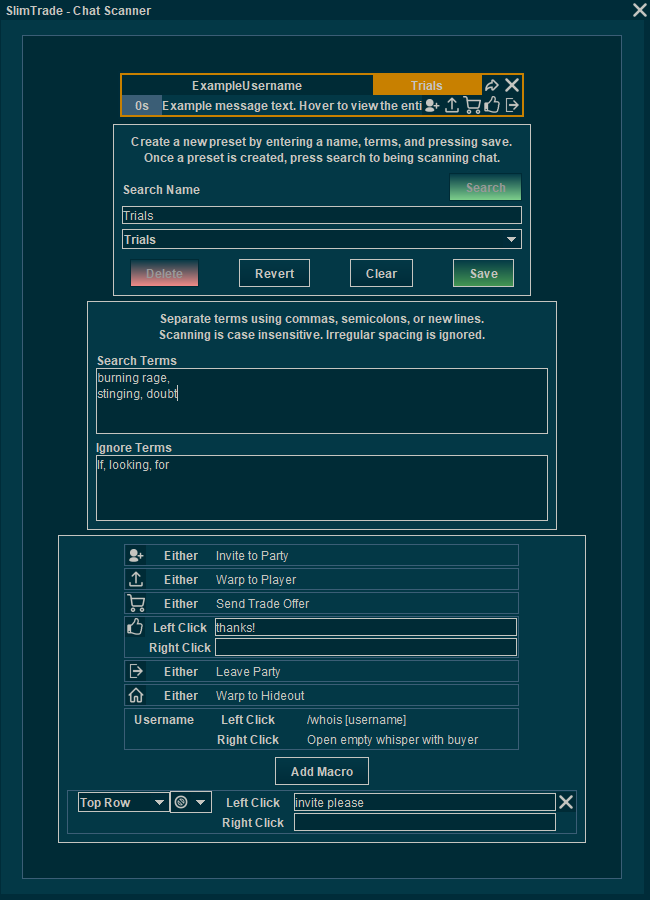 SlimTrade - Chat Scanner
ExampleUsername Trials
0s Example message text. Hover to view the enti
Create a new preset by entering a name, terms, and pressing save.
Once a preset is created, press search to being scanning chat.
Search Name Search
Trials
Trials
Delete Revert Clear Save
Separate terms using commas, semicolons, or new lines.
Scanning is case insensitive. Irregular spacing is ignored.
Search Terms
burning rage,
stinging, doubt
Ignore Terms
lf, looking, for
Either Invite to Party
Either Warp to Player
Either Send Trade Offer
Left Click thanks!
Right Click
Either Leave Party
Either Warp to Hideout
Username Left Click /whois [username]
Right Click Open empty whisper with buyer
Add Macro
Top Row Left Click invite please
Right Click